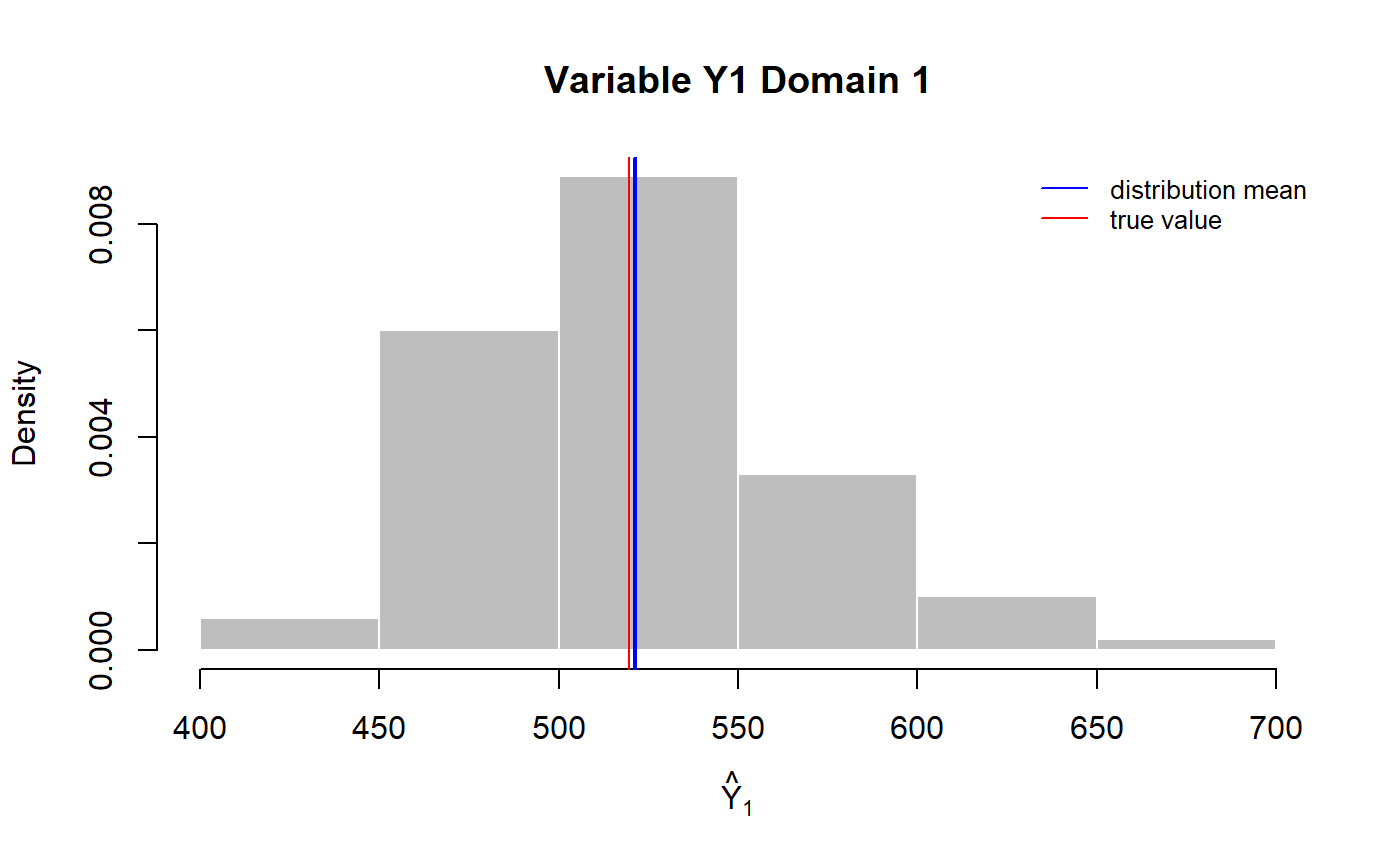 Variable Y1 Domain 1
distribution mean
true value
Density
0.008
0.004
0.000
400 450 500 550 600 650 700
Ŷ₁